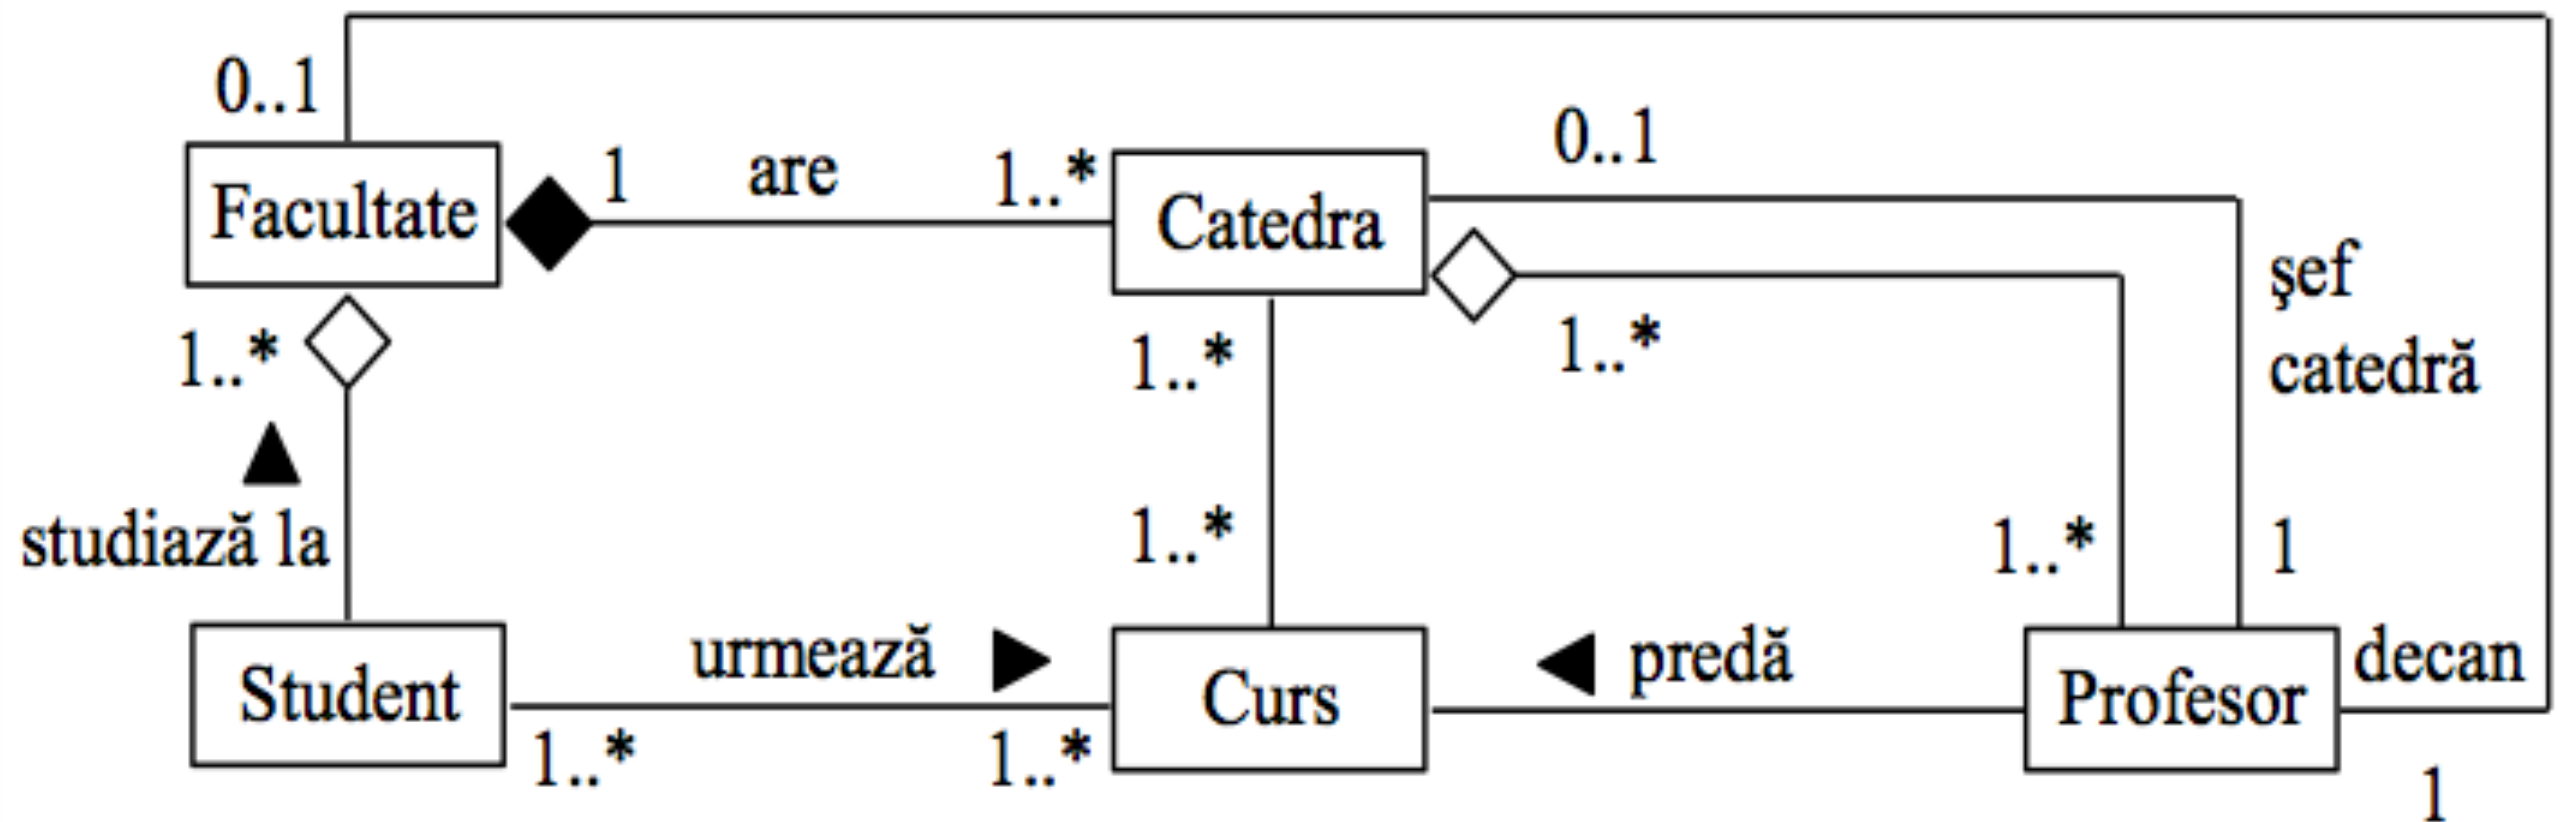 0..1
Facultate
1 are 1..*
Catedra
0..1
şef
catedră
1..*
1..*
1..*
studiază la
1..*
1..*
1
Student
urmează
1..*
1..*
Curs
predă
Profesor
decan
1